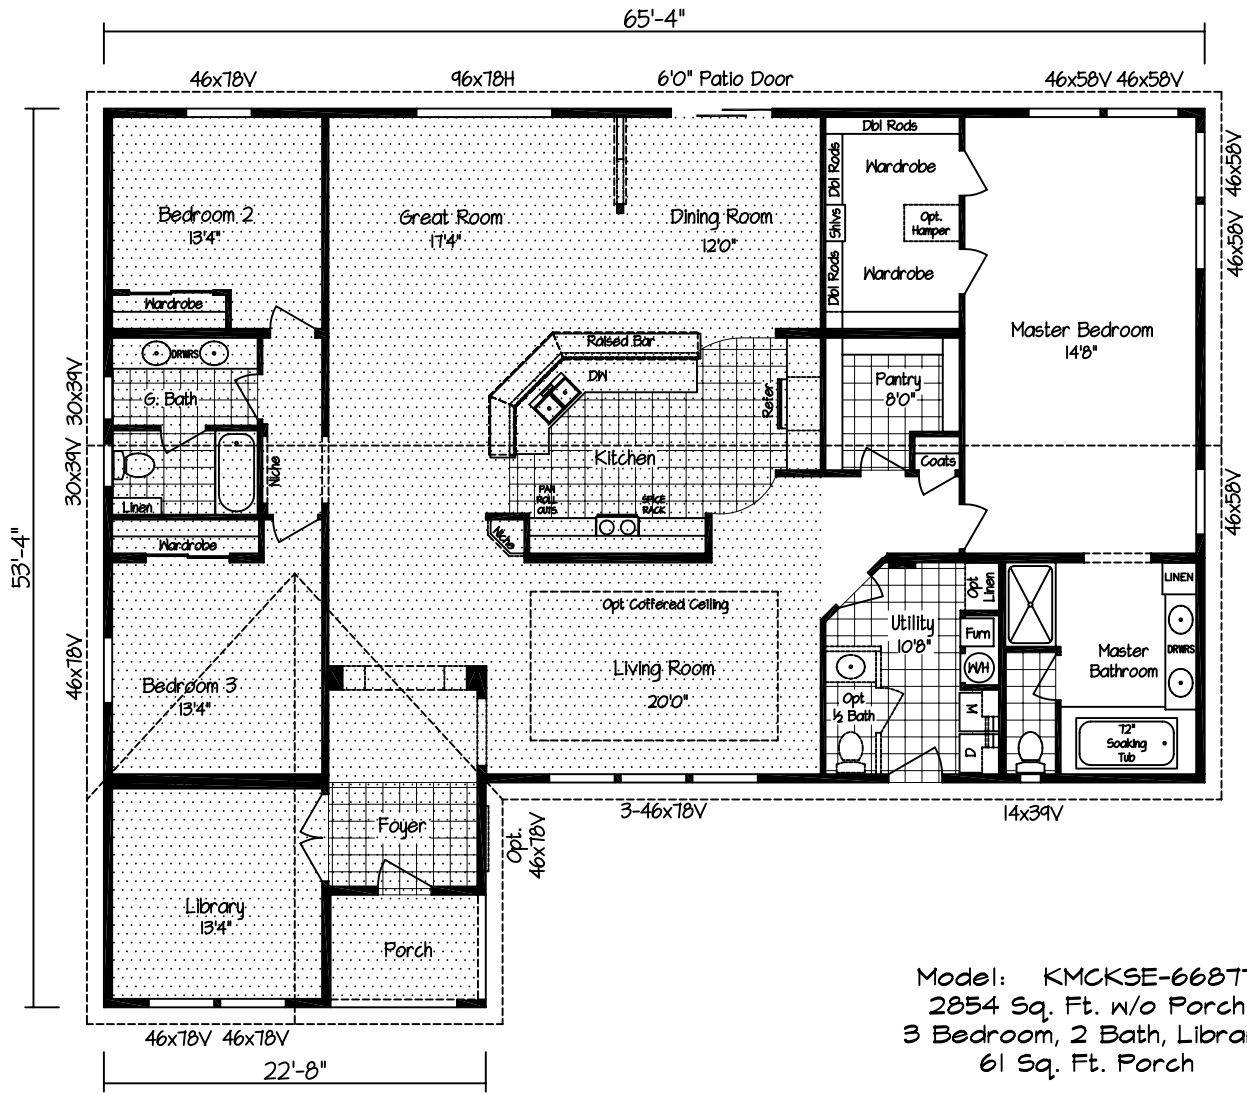 65'-4"
46x78V
96x78H
6'0" Patio Door
46x58V 46x58V
Dbl Rods
Dbl Rods
Wardrobe
46x58V
Bedroom 2
13'4"
Great Room
17'4"
Dining Room
12'0"
Shlvs
Opt.
Hamper
46x58V
Dbl Rods
Wardrobe
Wardrobe
Raised Bar
Master Bedroom
14'8"
DRWRS
DW
Pantry
8'0"
30x39V
G. Bath
Refer
Kitchen
Coats
30x39V
Niche
Linen
PAN
ROLL
OUTS
SPICE
RACK
46x58V
53'-4"
Wardrobe
Niche
Opt Coffered Ceiling
Opt
Linen
LINEN
Utility
10'8"
Furn
Master
Bathroom
DRWRS
46x78V
Bedroom 3
13'4"
Living Room
20'0"
W/H
Opt
½ Bath
M
D
72"
Soaking
Tub
3-46x78V
14x39V
Foyer
Opt.
46x78V
Library
13'4"
Porch
46x78V 46x78V
22'-8"
Model: KMCKSE-6687
2854 Sq. Ft. w/o Porch
3 Bedroom, 2 Bath, Libra
61 Sq. Ft. Porch